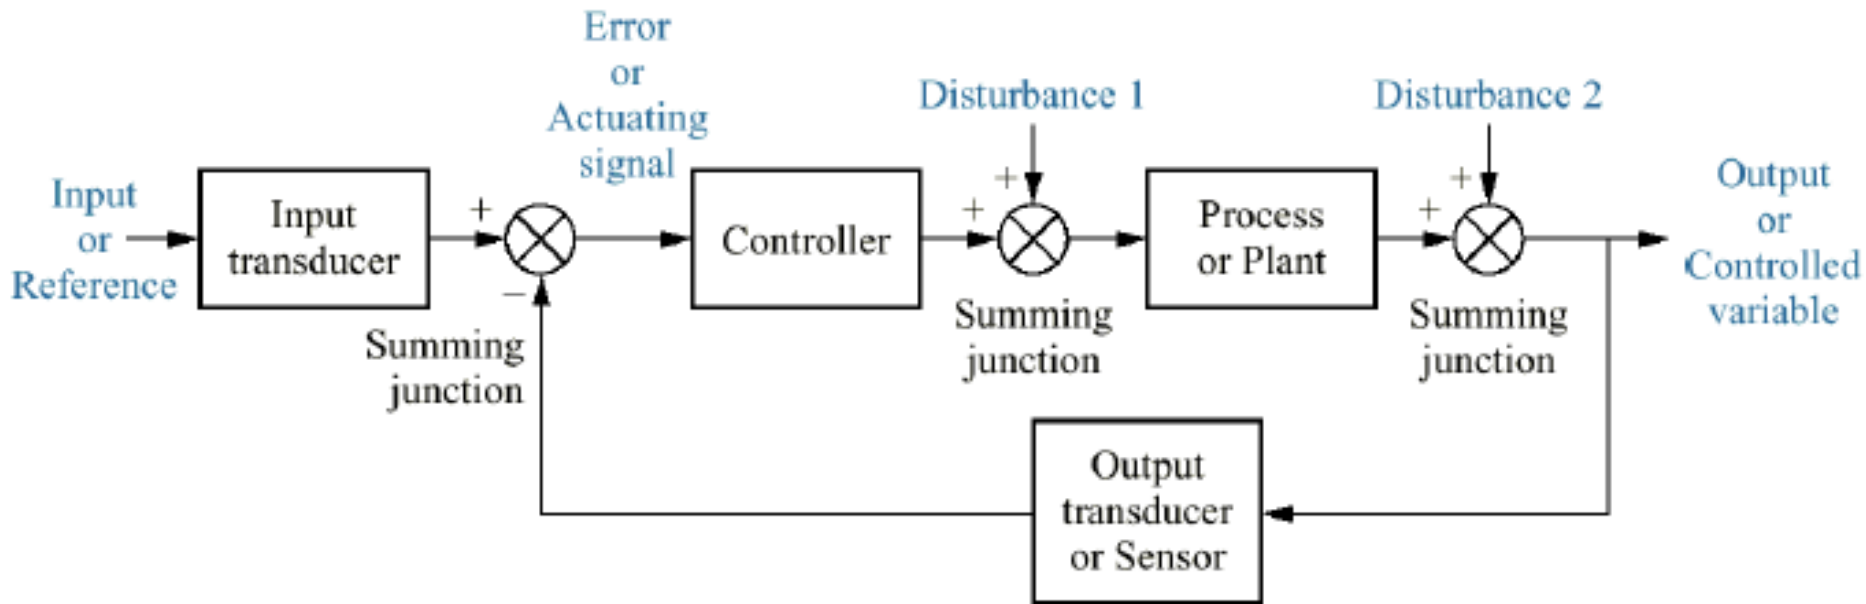 Error
or
Actuating
signal
Disturbance 1
Disturbance 2
Input
or
Reference
Input
transducer
+
−
Summing
junction
Controller
+
+
Summing
junction
Process
or Plant
+
+
Summing
junction
Output
or
Controlled
variable
Output
transducer
or Sensor